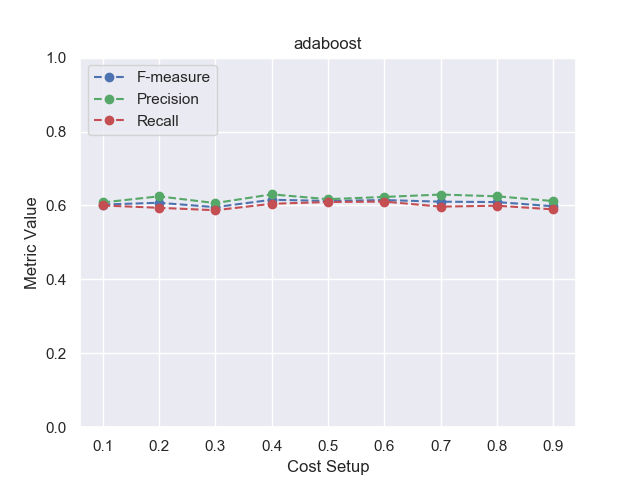 adaboost
1.0
F-measure
Precision
Recall
0.8
0.6
0.4
0.2
0.0
Metric Value
0.1 0.2 0.3 0.4 0.5 0.6 0.7 0.8 0.9
Cost Setup